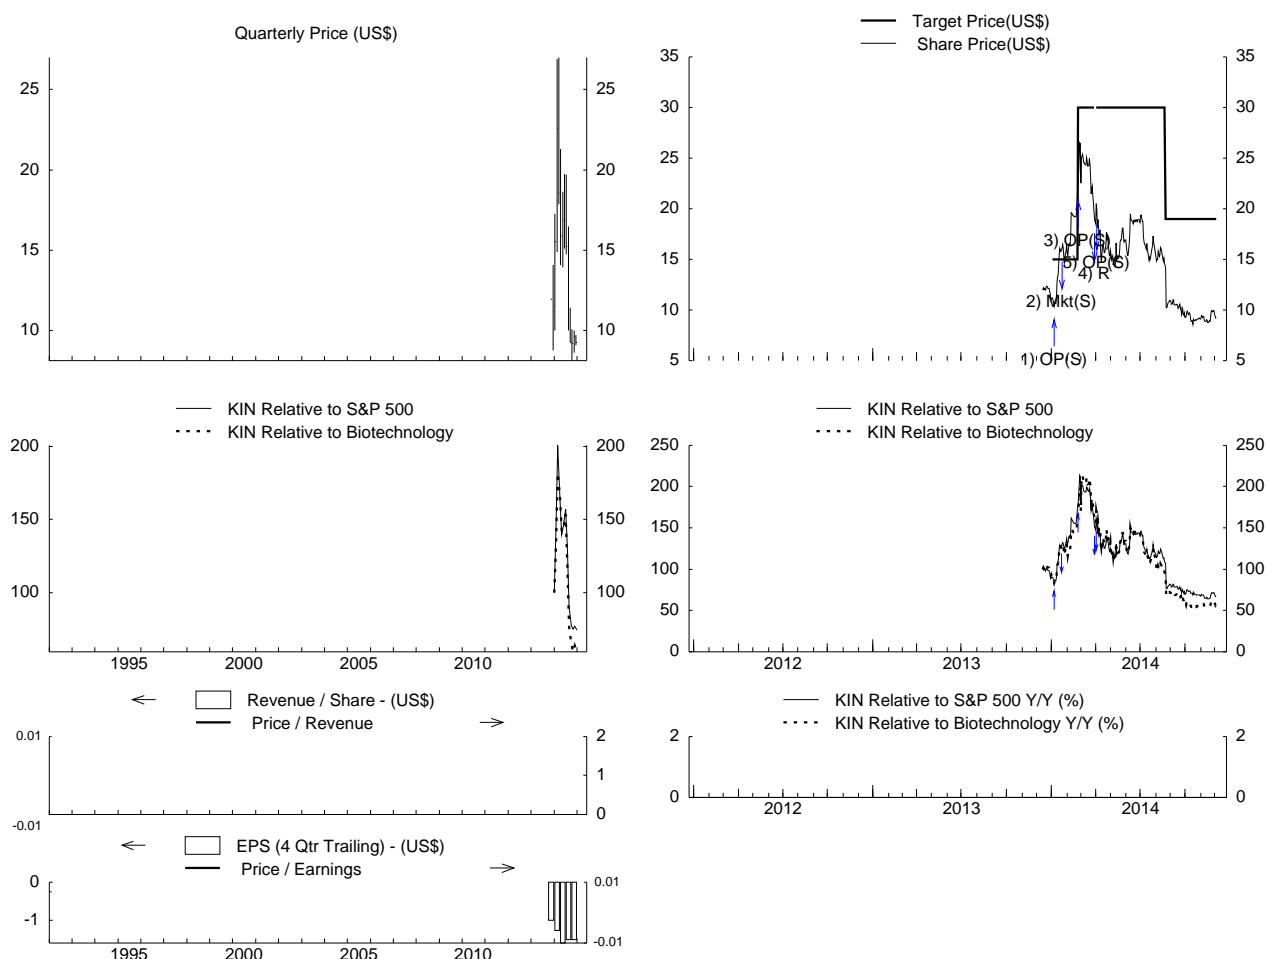 Quarterly Price (US$)
25 25
20 20
15 15
10 10
Target Price(US$)
Share Price(US$)
35 35
30 30
25 25
20 20
3) OP(S)
15 5) OP(S) 15
4) R
2) Mkt(S)
10 10
1) OP(S)
5 5
KIN Relative to S&P 500
KIN Relative to Biotechnology
200 200
150 150
100 100
1995 2000 2005 2010
KIN Relative to S&P 500
KIN Relative to Biotechnology
250 250
200 200
150 150
100 100
50 50
0 0
2012 2013 2014
Revenue / Share - (US$)
Price / Revenue
0.01 2
1
0
-0.01
KIN Relative to S&P 500 Y/Y (%)
KIN Relative to Biotechnology Y/Y (%)
2 2
0 0
2012 2013 2014
EPS (4 Qtr Trailing) - (US$)
Price / Earnings
0 0.01
-1
-0.01
1995 2000 2005 2010